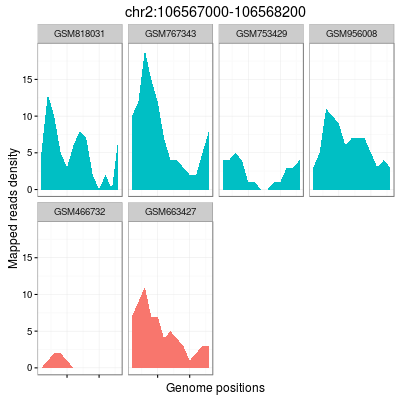 chr2:106567000-106568200
GSM818031 GSM767343 GSM753429 GSM956008
15
10
5
0
GSM466732 GSM663427
15
10
5
0
Mapped reads density
Genome positions